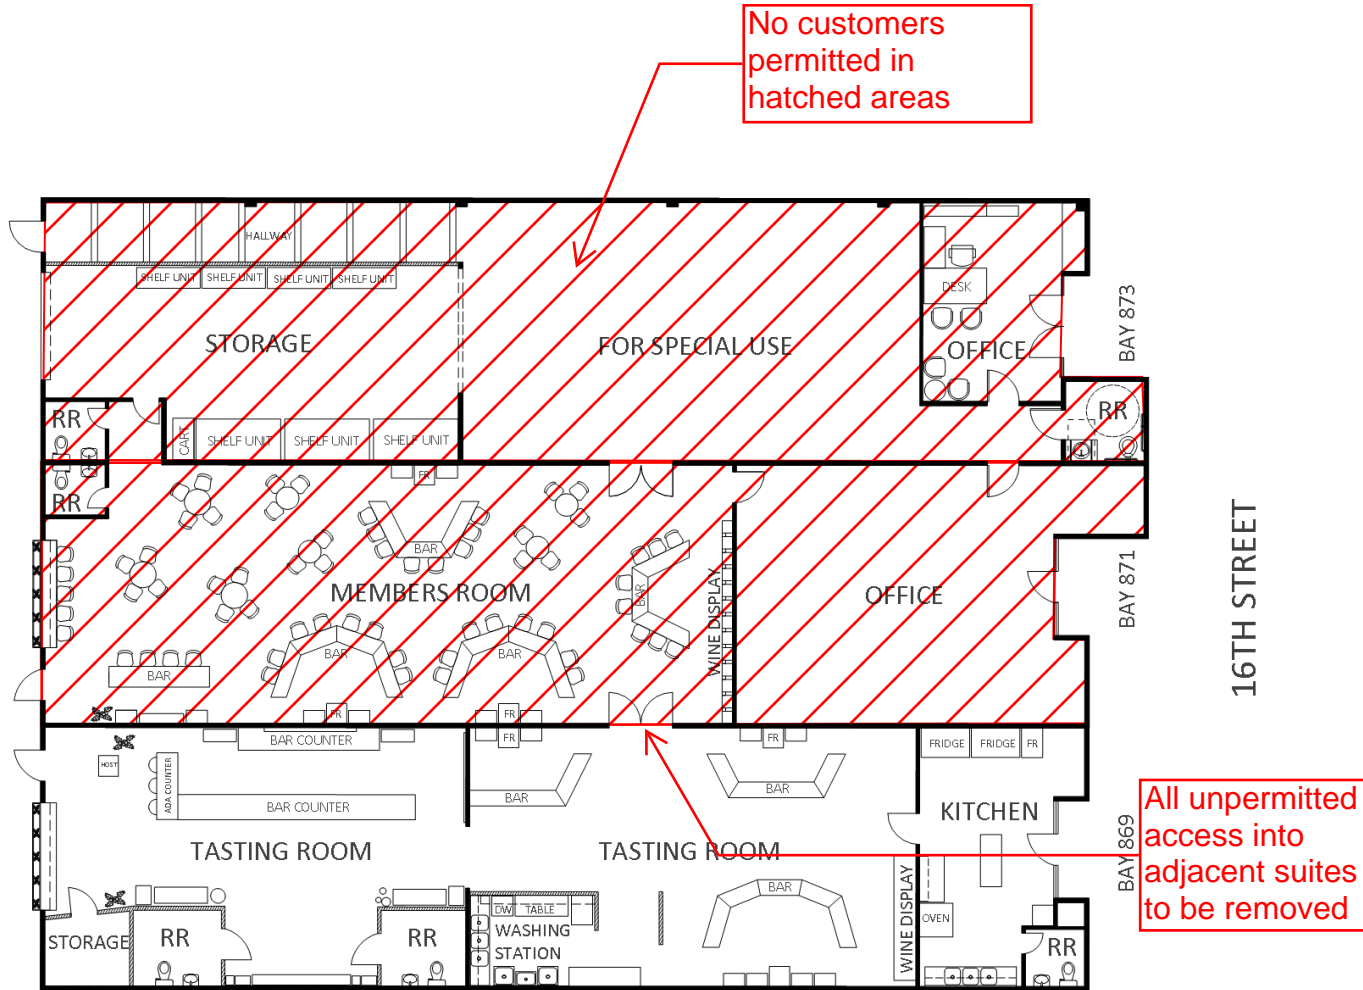 No customers
permitted in
hatched areas
HALLWAY
SHELF UNIT
SHELF UNIT
SHELF UNIT
SHELF UNIT
DESK
STORAGE
FOR SPECIAL USE
OFFICE
BAY 873
RR
CART
SHELF UNIT
SHELF UNIT
SHELF UNIT
RR
RR
FR
BAR
MEMBERS ROOM
BAR
WINE DISPLAY
OFFICE
BAY 871
16TH STREET
BAR
BAR
BAR
FR
FR
FR
FR
BAR COUNTER
HOST
ADA COUNTER
BAR COUNTER
BAR
BAR
FRIDGE
FRIDGE
FR
KITCHEN
TASTING ROOM
TASTING ROOM
BAY 869
All unpermitted
access into
adjacent suites
to be removed
WINE DISPLAY
BAR
OVEN
DW
TABLE
WASHING
STATION
STORAGE
RR
RR
RR